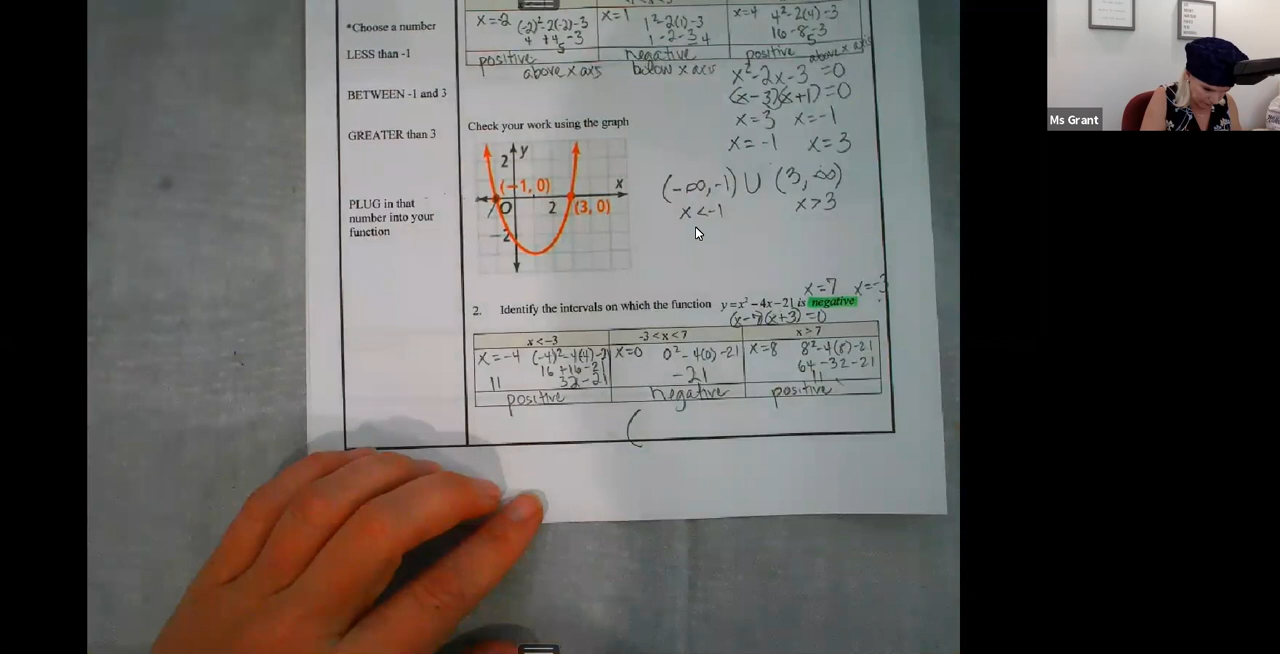 *Choose a number
LESS than -1
BETWEEN -1 and 3
GREATER than 3
PLUG in that
number into your
function
x=-2 (-2)²-2(-2)-3
4 +4-3
5
positive
above x axis
x=1 1²-2(1)-3
1-2-3
-4
negative
below x axis
x=4 4²-2(4)-3
16-8-3
5
positive above x axis
x²-2x-3=0
(x-3)(x+1)=0
x=3 x=-1
x=-1 x=3
(-∞,-1) U (3,∞)
x<-1 x>3
Check your work using the graph
2 y
(-1, 0) x
O 2 (3, 0)
-2
x=7 x=-3
2. Identify the intervals on which the function y=x²-4x-21 is negative
(x-7)(x+3)=0
x<-3 -3<x<7 x>7
x=-4 (-4)²-4(4)-21
16+16-21
11 32-21
positive
x=0 0²-4(0)-21
-21
negative
x=8 8²-4(8)-21
64-32-21
11
positive
(
Ms Grant